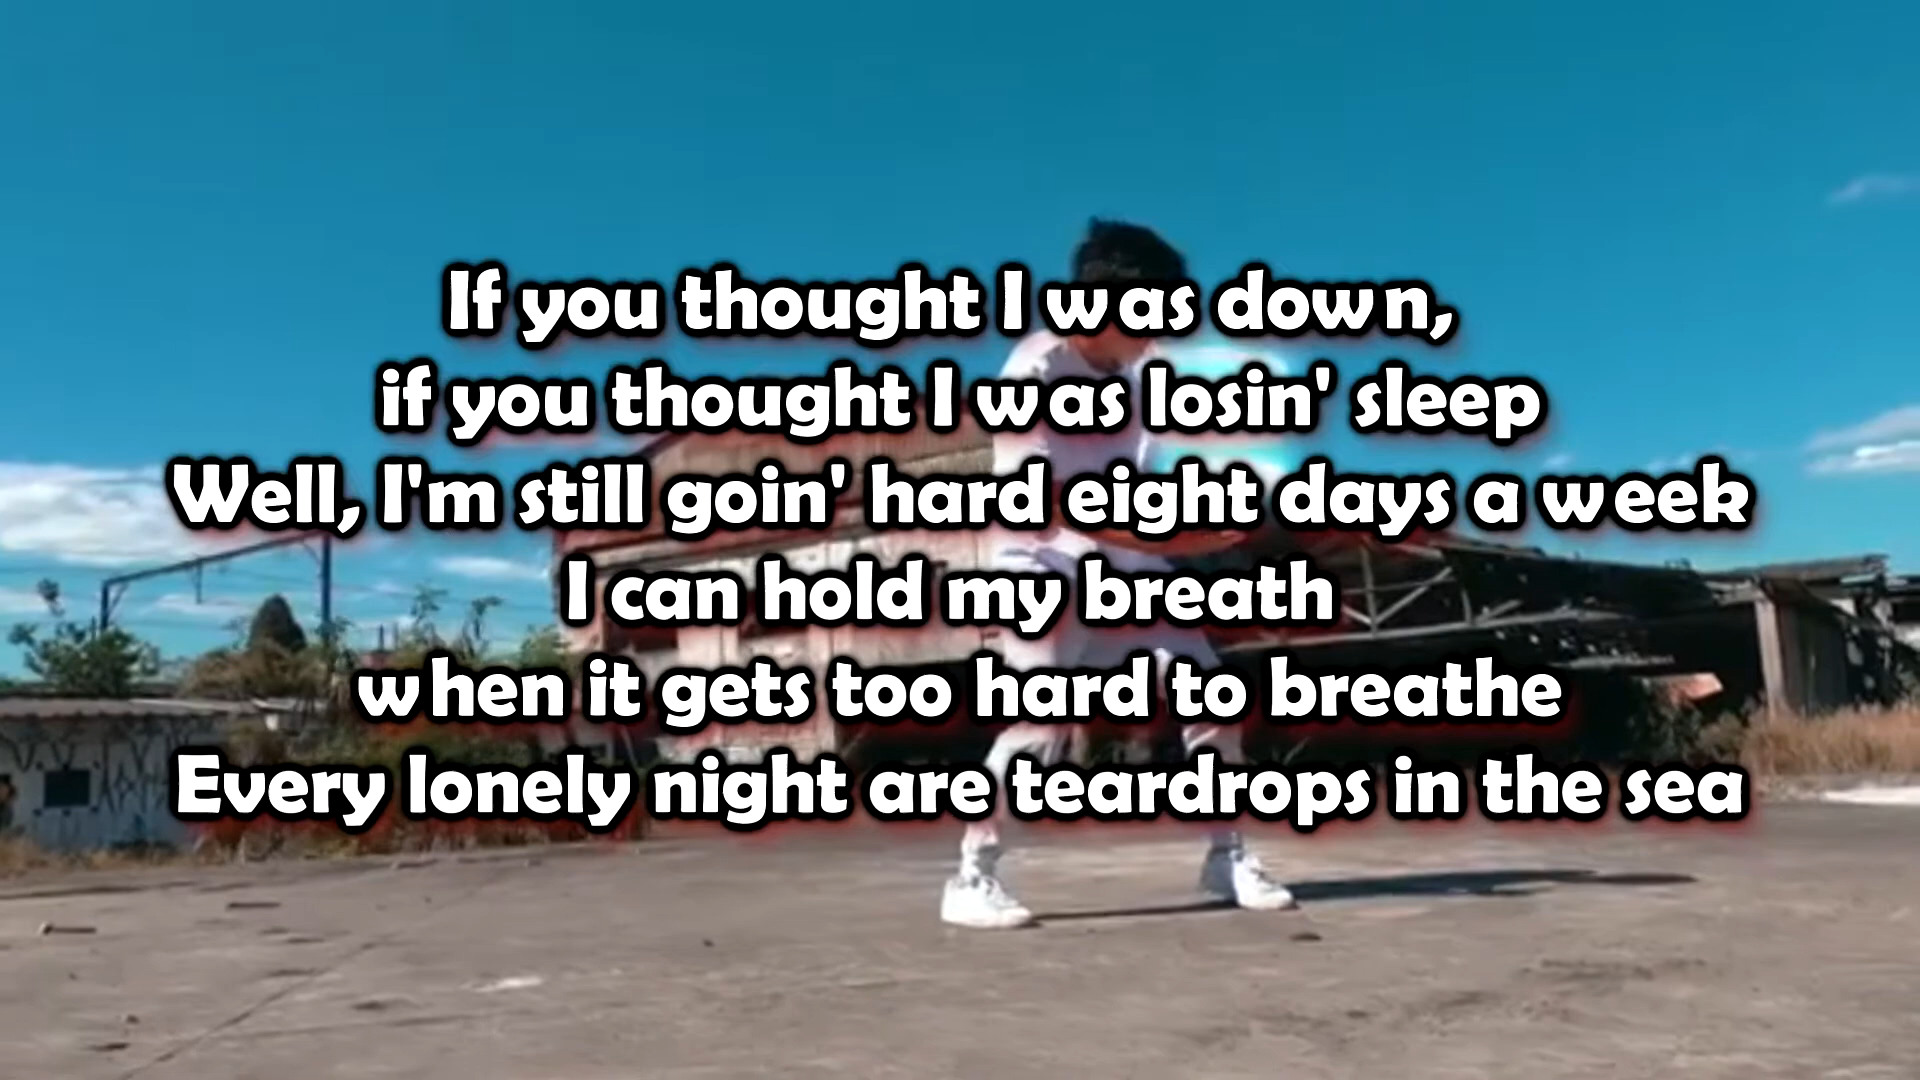 If you thought I was down,
if you thought I was losin' sleep
Well, I'm still goin' hard eight days a week
I can hold my breath
when it gets too hard to breathe
Every lonely night are teardrops in the sea